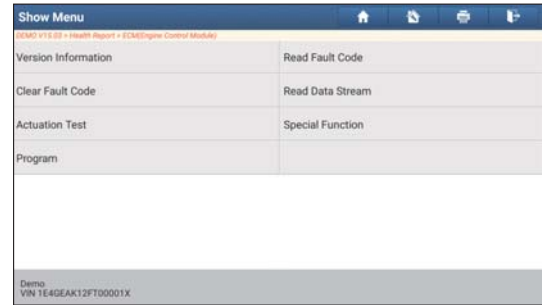 Show Menu
DEMO V15.03 > Health Report > ECM(Engine Control Module)
Version Information
Read Fault Code
Clear Fault Code
Read Data Stream
Actuation Test
Special Function
Program
Demo
VIN 1E4GEAK12FT00001X